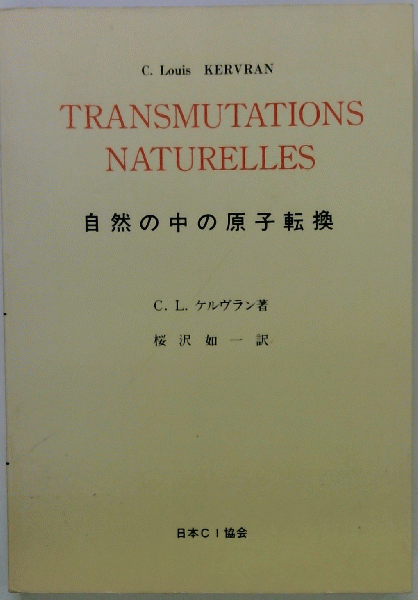 C. Louis KERVRAN
TRANSMUTATIONS
NATURELLES
自然の中の原子転換
C. L. ケルヴラン著
桜沢如一訳
日本CI協会